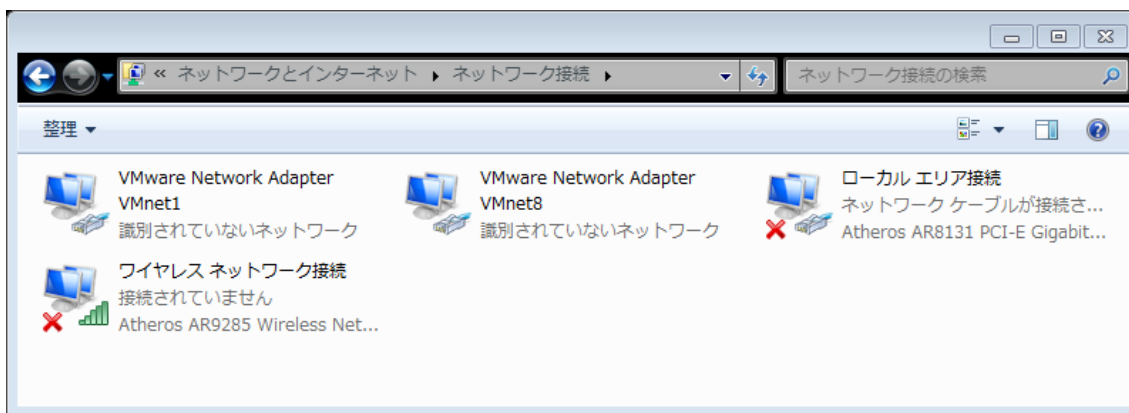 « ネットワークとインターネット ▸ ネットワーク接続 ▸
ネットワーク接続の検索
整理
VMware Network Adapter
VMnet1
識別されていないネットワーク
VMware Network Adapter
VMnet8
識別されていないネットワーク
ローカル エリア接続
ネットワーク ケーブルが接続さ...
Atheros AR8131 PCI-E Gigabit...
ワイヤレス ネットワーク接続
接続されていません
Atheros AR9285 Wireless Net...